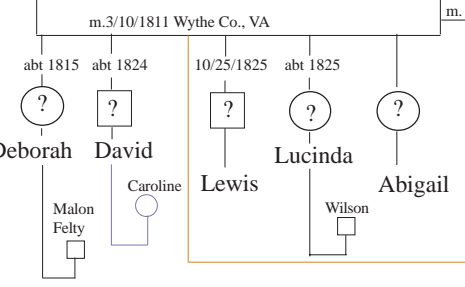 m.3/10/1811 Wythe Co., VA
m.
abt 1815 abt 1824 10/25/1825 abt 1825
? ? ? ? ?
Deborah David Lewis Lucinda Abigail
Caroline
Malon
Felty
Wilson